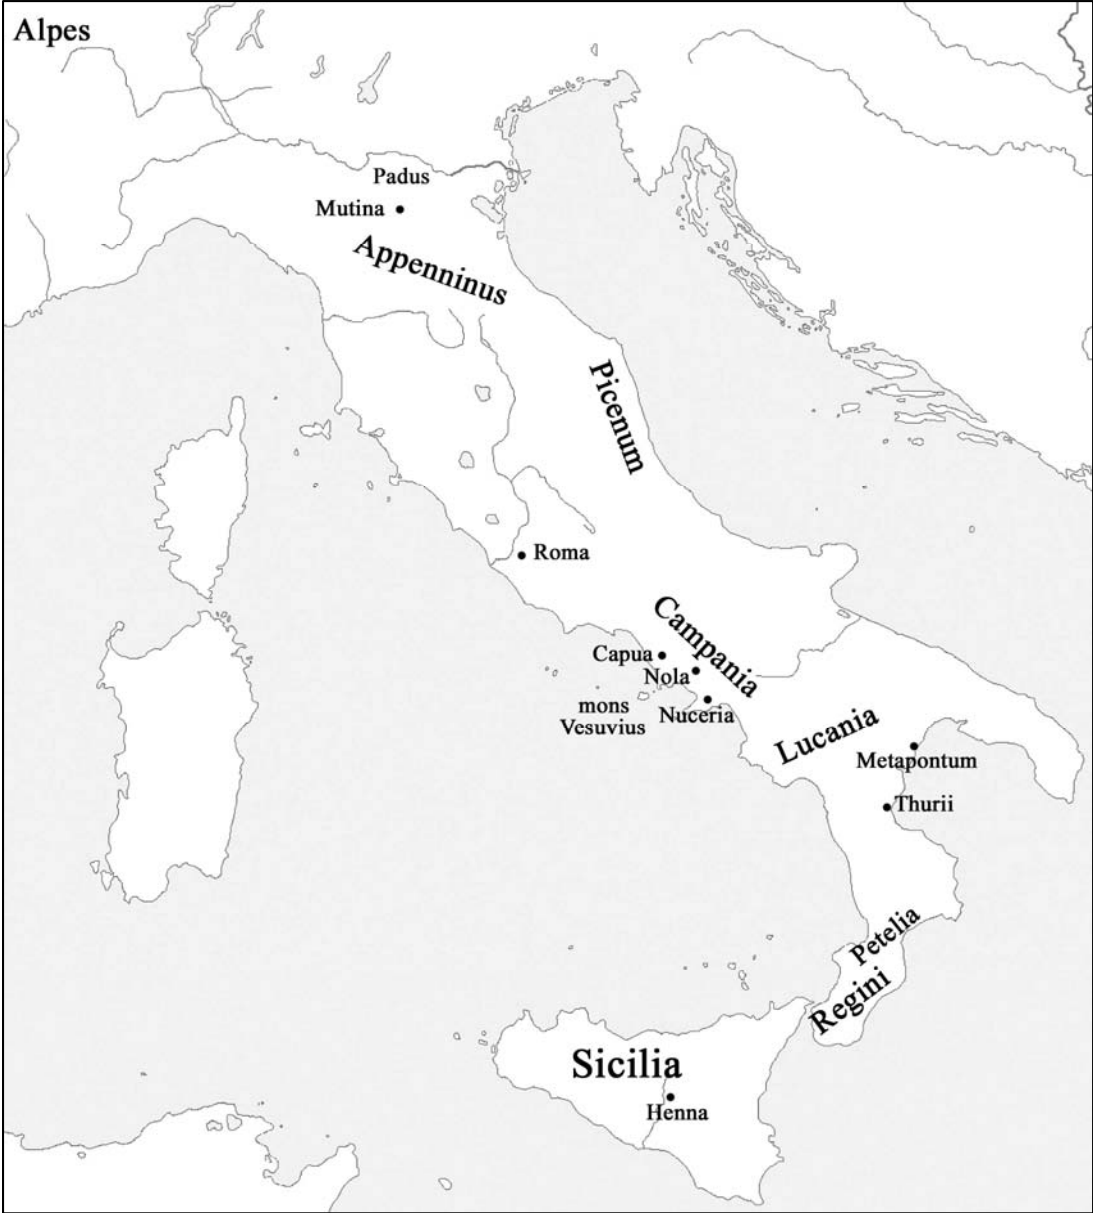 Alpes
Padus
Mutina
Appenninus
Picenum
Roma
Campania
Capua
Nola
mons
Vesuvius
Nuceria
Lucania
Metapontum
Thurii
Petelia
Regini
Sicilia
Henna